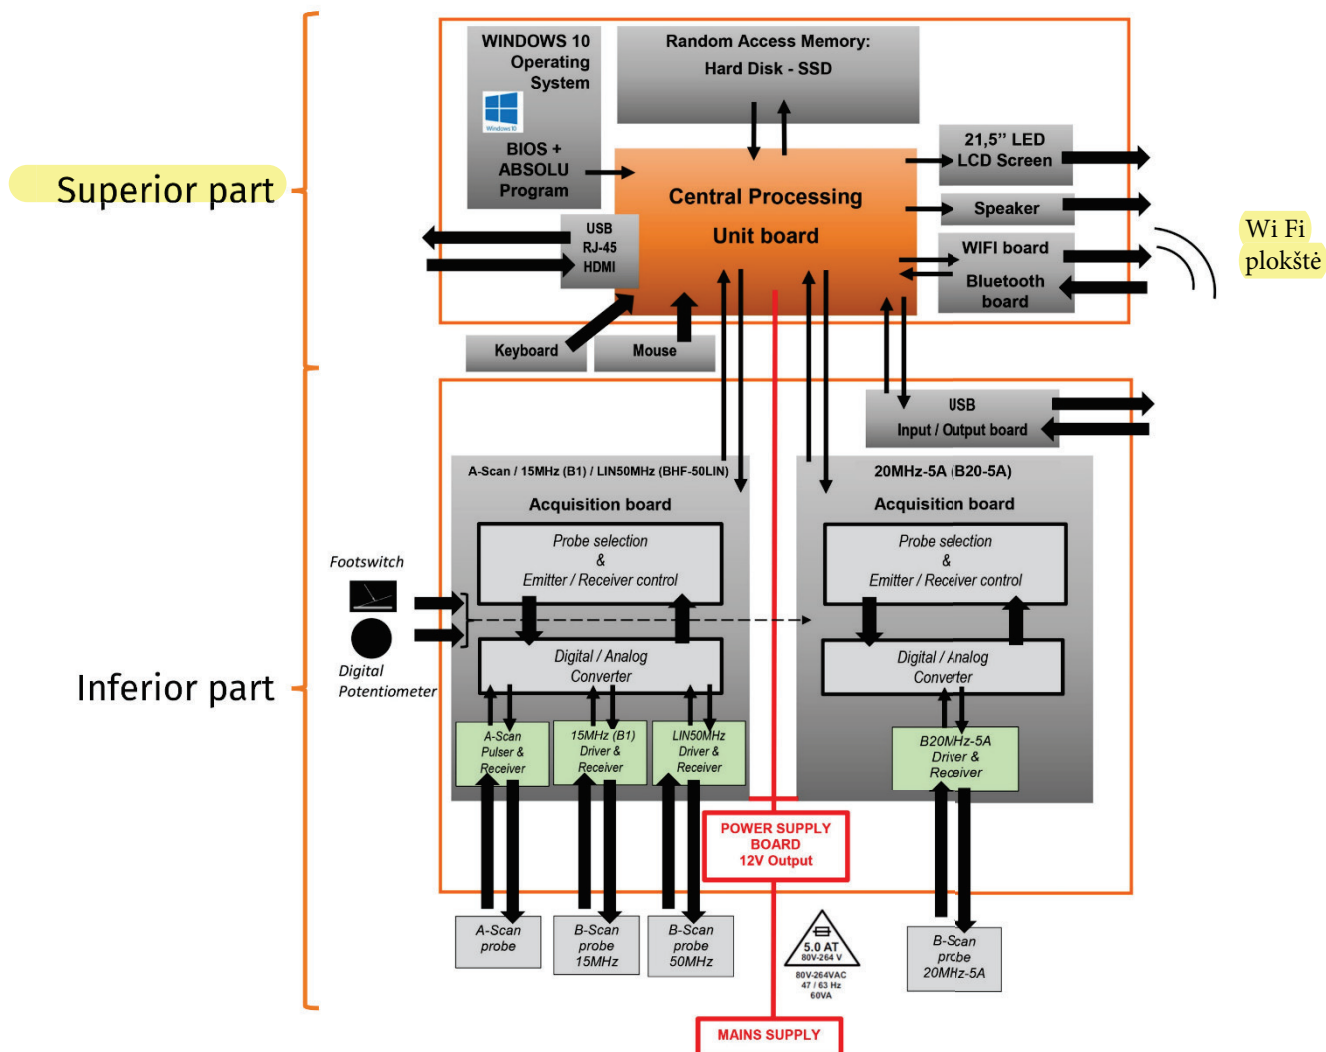 WINDOWS 10
Operating
System
Windows 10
BIOS +
ABSOLU
Program
Random Access Memory:
Hard Disk - SSD
21,5’’ LED
LCD Screen
Superior part
Central Processing
Unit board
Speaker
USB
RJ-45
HDMI
WIFI board
Bluetooth
board
Wi Fi
plokštė
Keyboard
Mouse
USB
Input / Output board
A-Scan / 15MHz (B1) / LIN50MHz (BHF-50LIN)
Acquisition board
Probe selection
&
Emitter / Receiver control
20MHz-5A (B20-5A)
Acquisition board
Probe selection
&
Emitter / Receiver control
Footswitch
Digital
Potentiometer
Inferior part
Digital / Analog
Converter
Digital / Analog
Converter
A-Scan
Pulser &
Receiver
15MHz (B1)
Driver &
Receiver
LIN50MHz
Driver &
Receiver
B20MHz-5A
Driver &
Receiver
POWER SUPPLY
BOARD
12V Output
A-Scan
probe
B-Scan
probe
15MHz
B-Scan
probe
50MHz
5.0 AT
80V-264 V
80V-264VAC
47 / 63 Hz
60VA
B-Scan
probe
20MHz-5A
MAINS SUPPLY